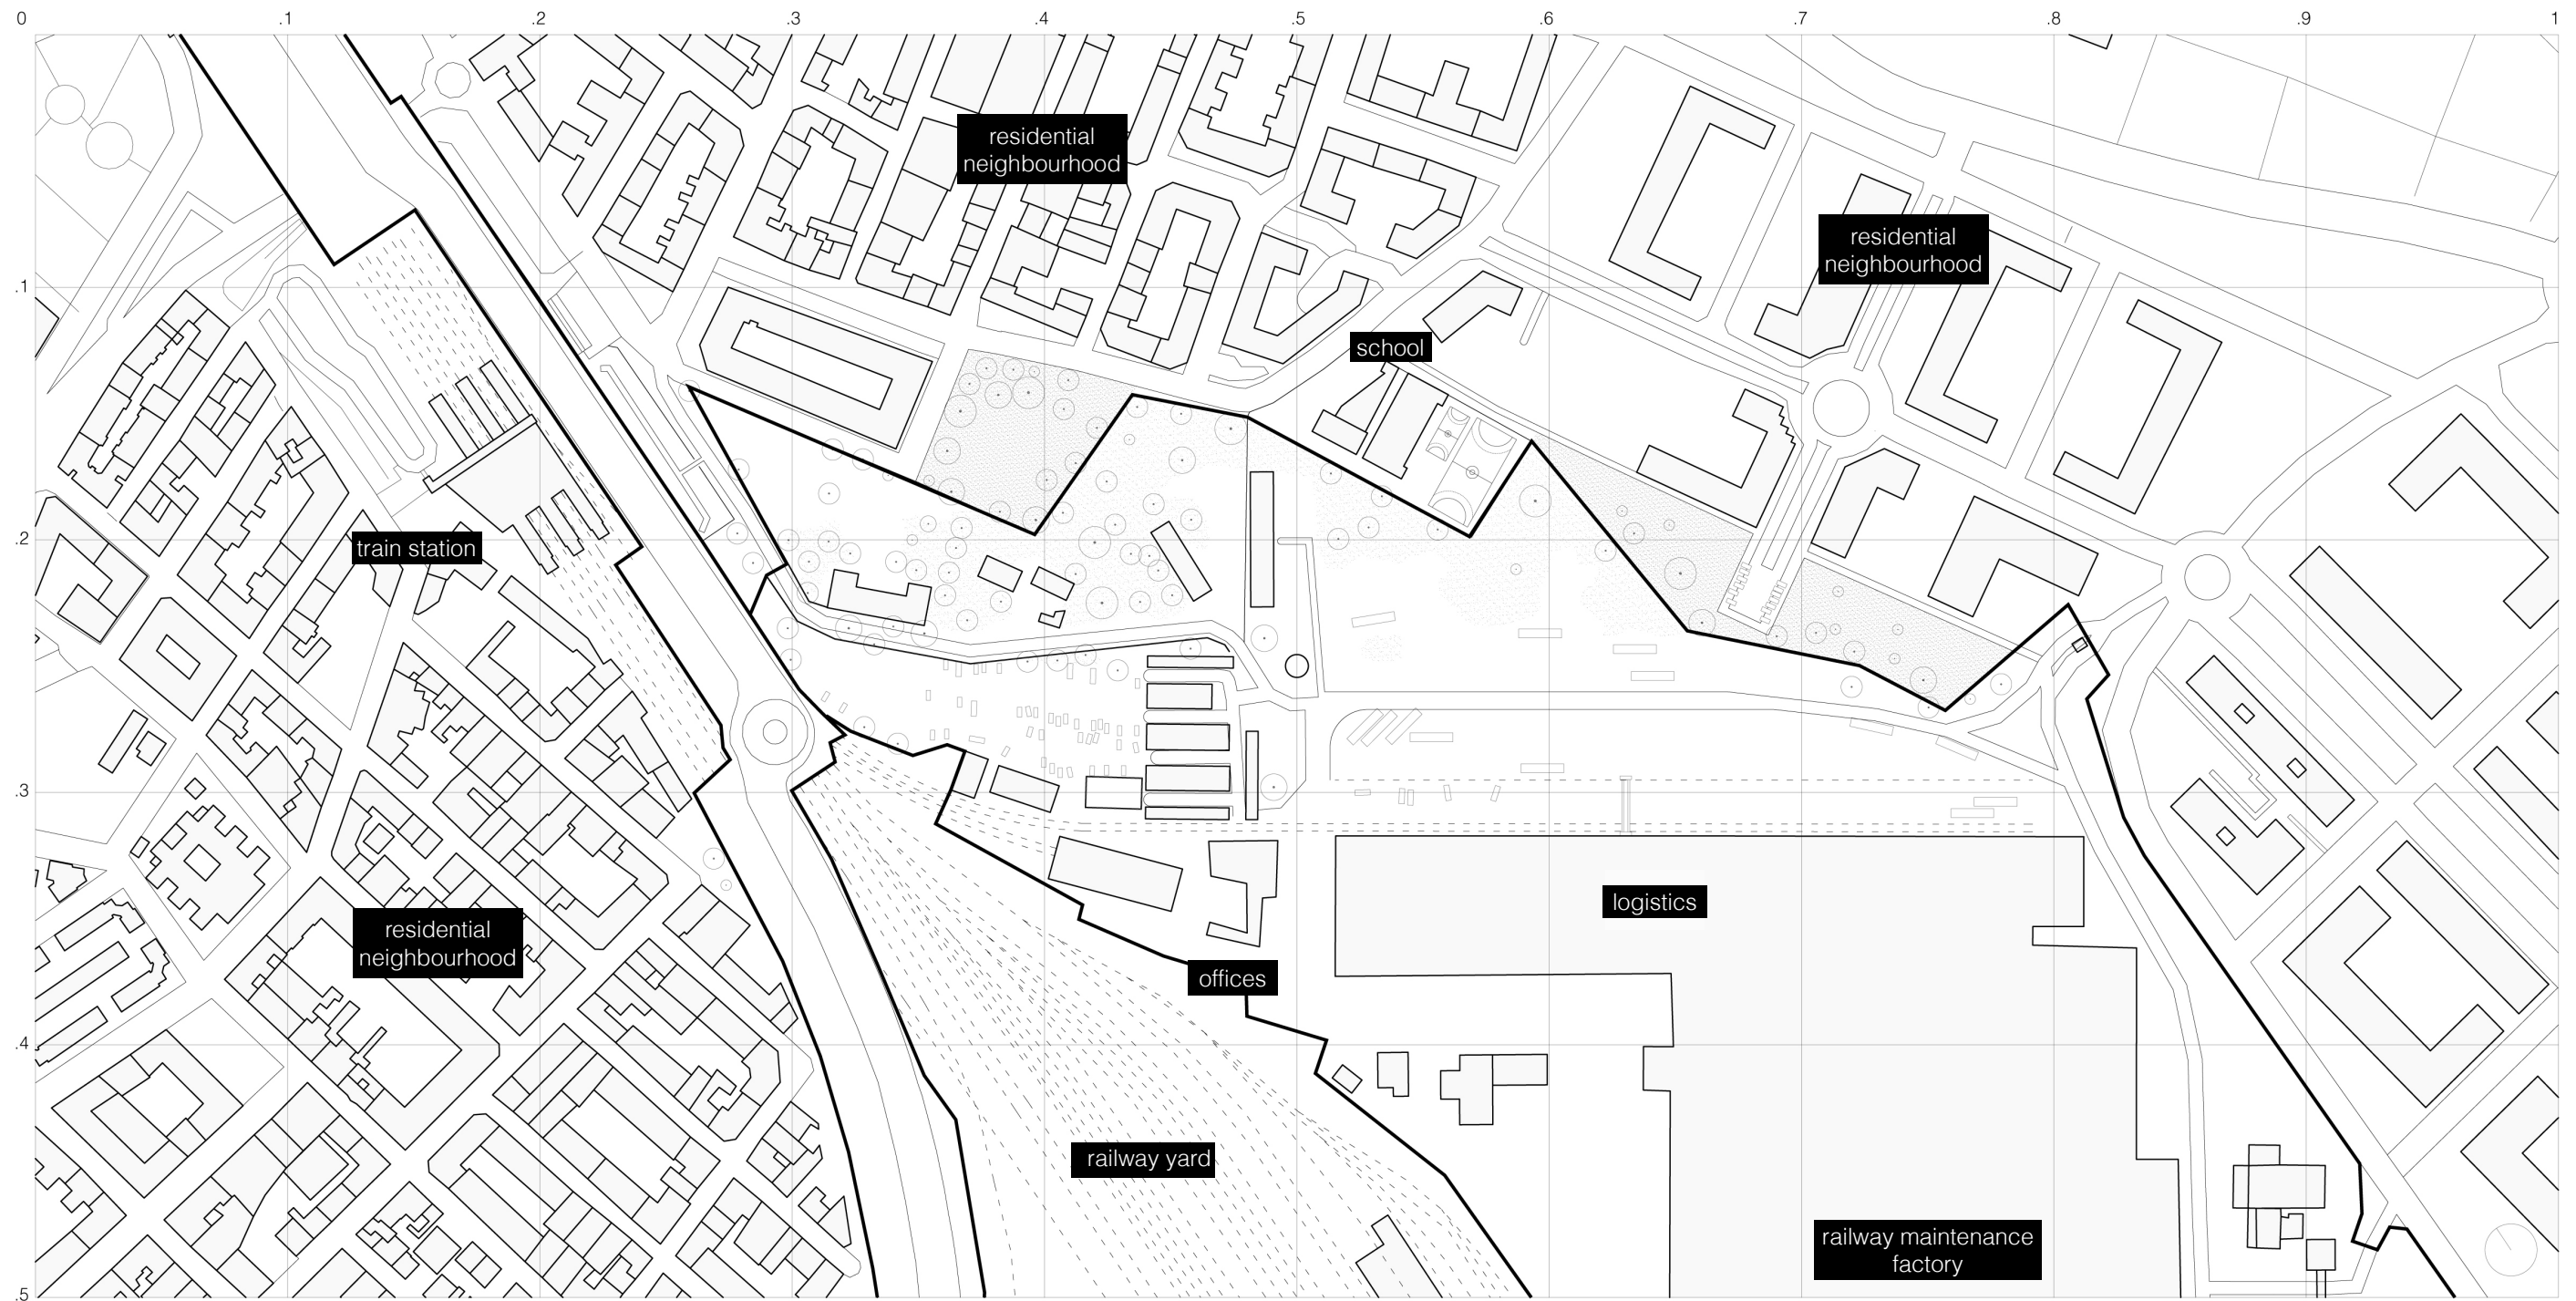 0 .1 .2 .3 .4 .5 .6 .7 .8 .9 1
residential
neighbourhood
residential
neighbourhood
.1
school
.2
train station
.3
logistics
residential
neighbourhood
offices
.4
railway yard
railway maintenance
factory
.5